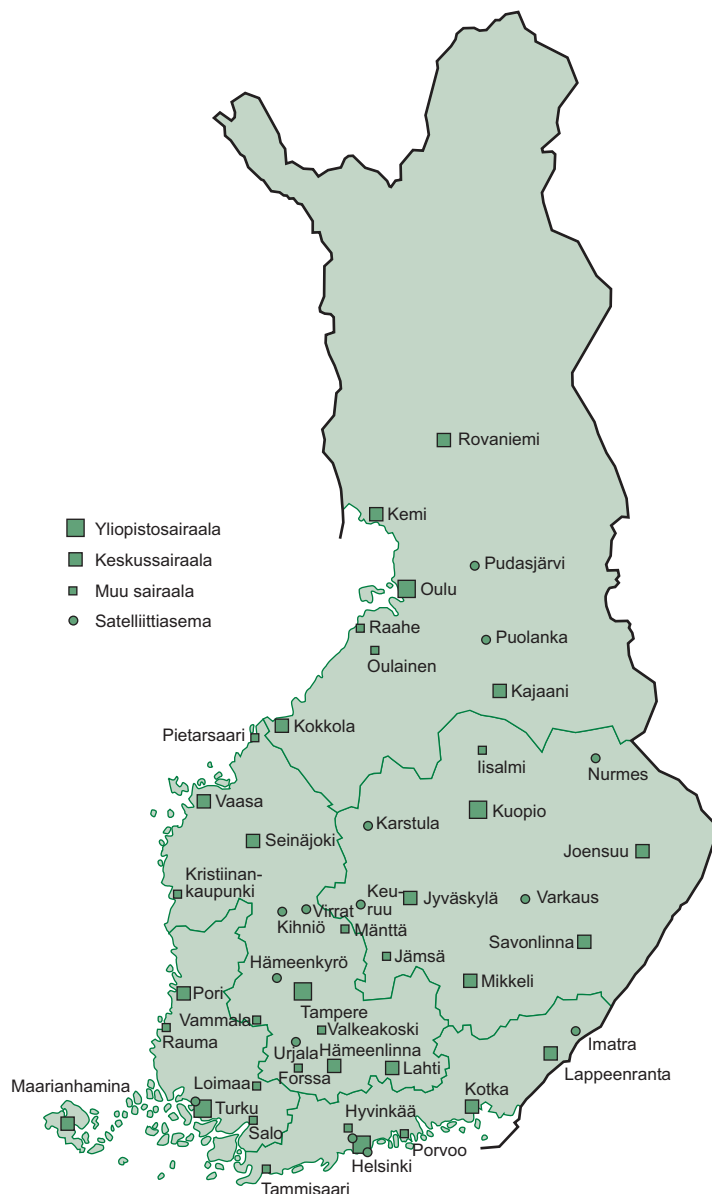 Rovaniemi
Kemi
Yliopistosairaala
Keskussairaala
Muu sairaala
Satelliittiasema
Pudasjärvi
Oulu
Raahe
Puolanka
Oulainen
Kajaani
Pietarsaari
Kokkola
Iisalmi
Nurmes
Vaasa
Kuopio
Karstula
Seinäjoki
Joensuu
Kristiinan-
kaupunki
Keu-
ruu
Jyväskylä
Varkaus
Virrat
Kihniö
Mänttä
Savonlinna
Jämsä
Hämeenkyrö
Mikkeli
Pori
Tampere
Vammala
Valkeakoski
Rauma
Imatra
Urjala
Hämeenlinna
Forssa
Lahti
Lappeenranta
Loimaa
Maarianhamina
Kotka
Turku
Hyvinkää
Salo
Porvoo
Helsinki
Tammisaari